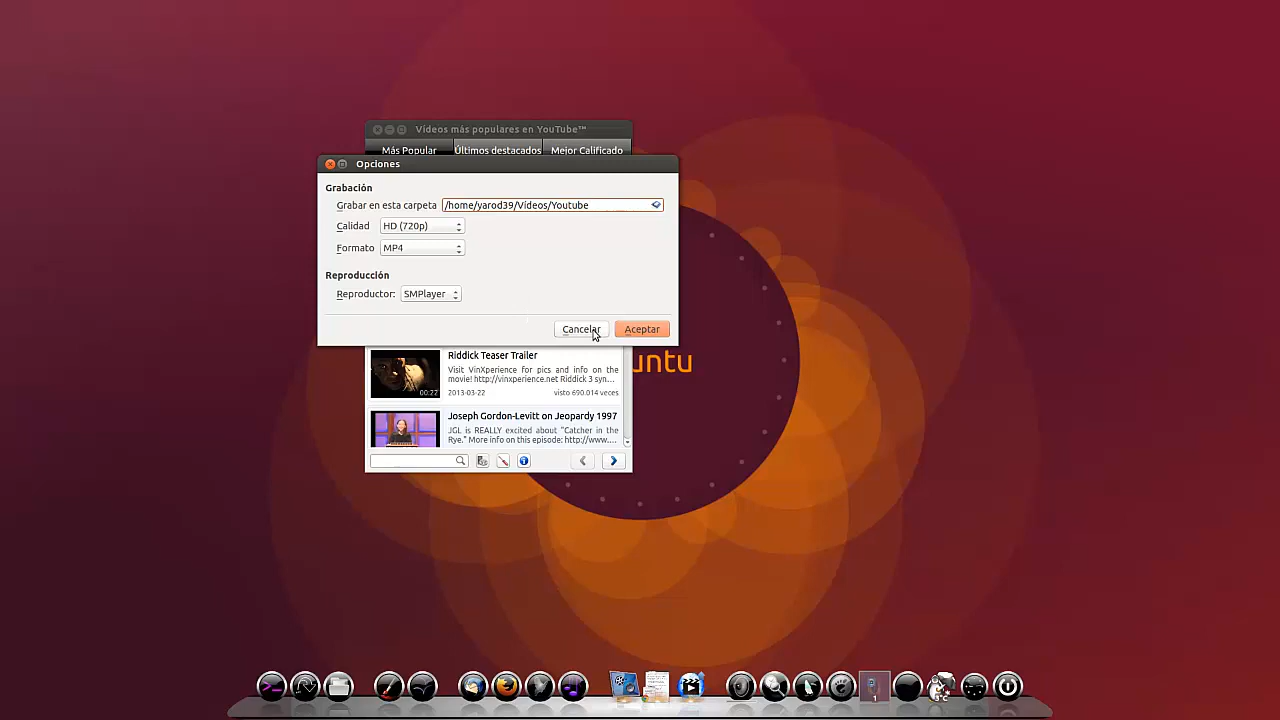 Vídeos más populares en YouTube™
Más Popular Últimos destacados Mejor Calificado
Opciones
Grabación
Grabar en esta carpeta /home/yarod39/Vídeos/Youtube
Calidad HD (720p)
Formato MP4
Reproducción
Reproductor: SMPlayer
Cancelar Aceptar
untu
Riddick Teaser Trailer
Visit VinXperience for pics and info on the
movie! http://vinxperience.net Riddick 3 syn...
00:22
2013-03-22 visto 690.014 veces
Joseph Gordon-Levitt on Jeopardy 1997
JGL is REALLY excited about "Catcher in the
Rye." More info on this episode: http://www....
1